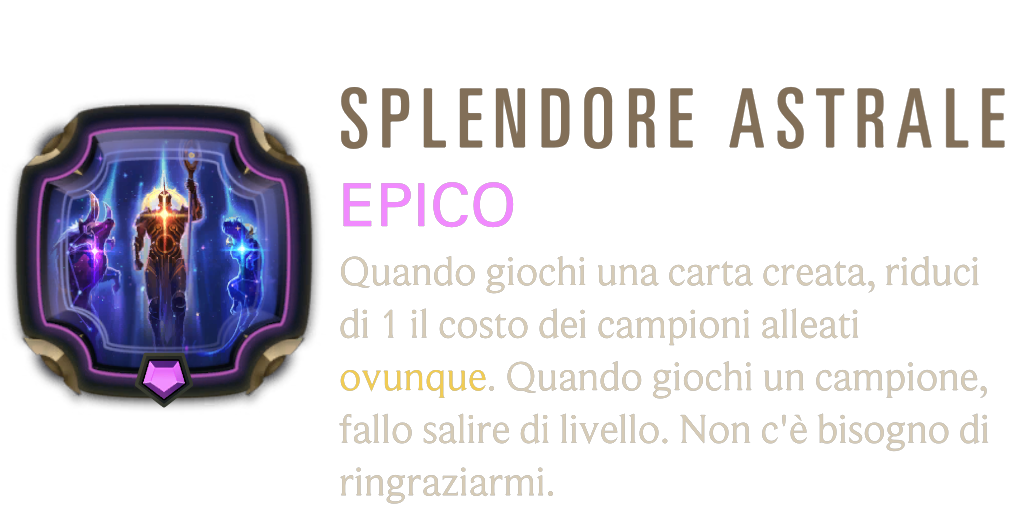 SPLENDORE ASTRALE
EPICO
Quando giochi una carta creata, riduci
di 1 il costo dei campioni alleati
ovunque. Quando giochi un campione,
fallo salire di livello. Non c'è bisogno di
ringraziarmi.